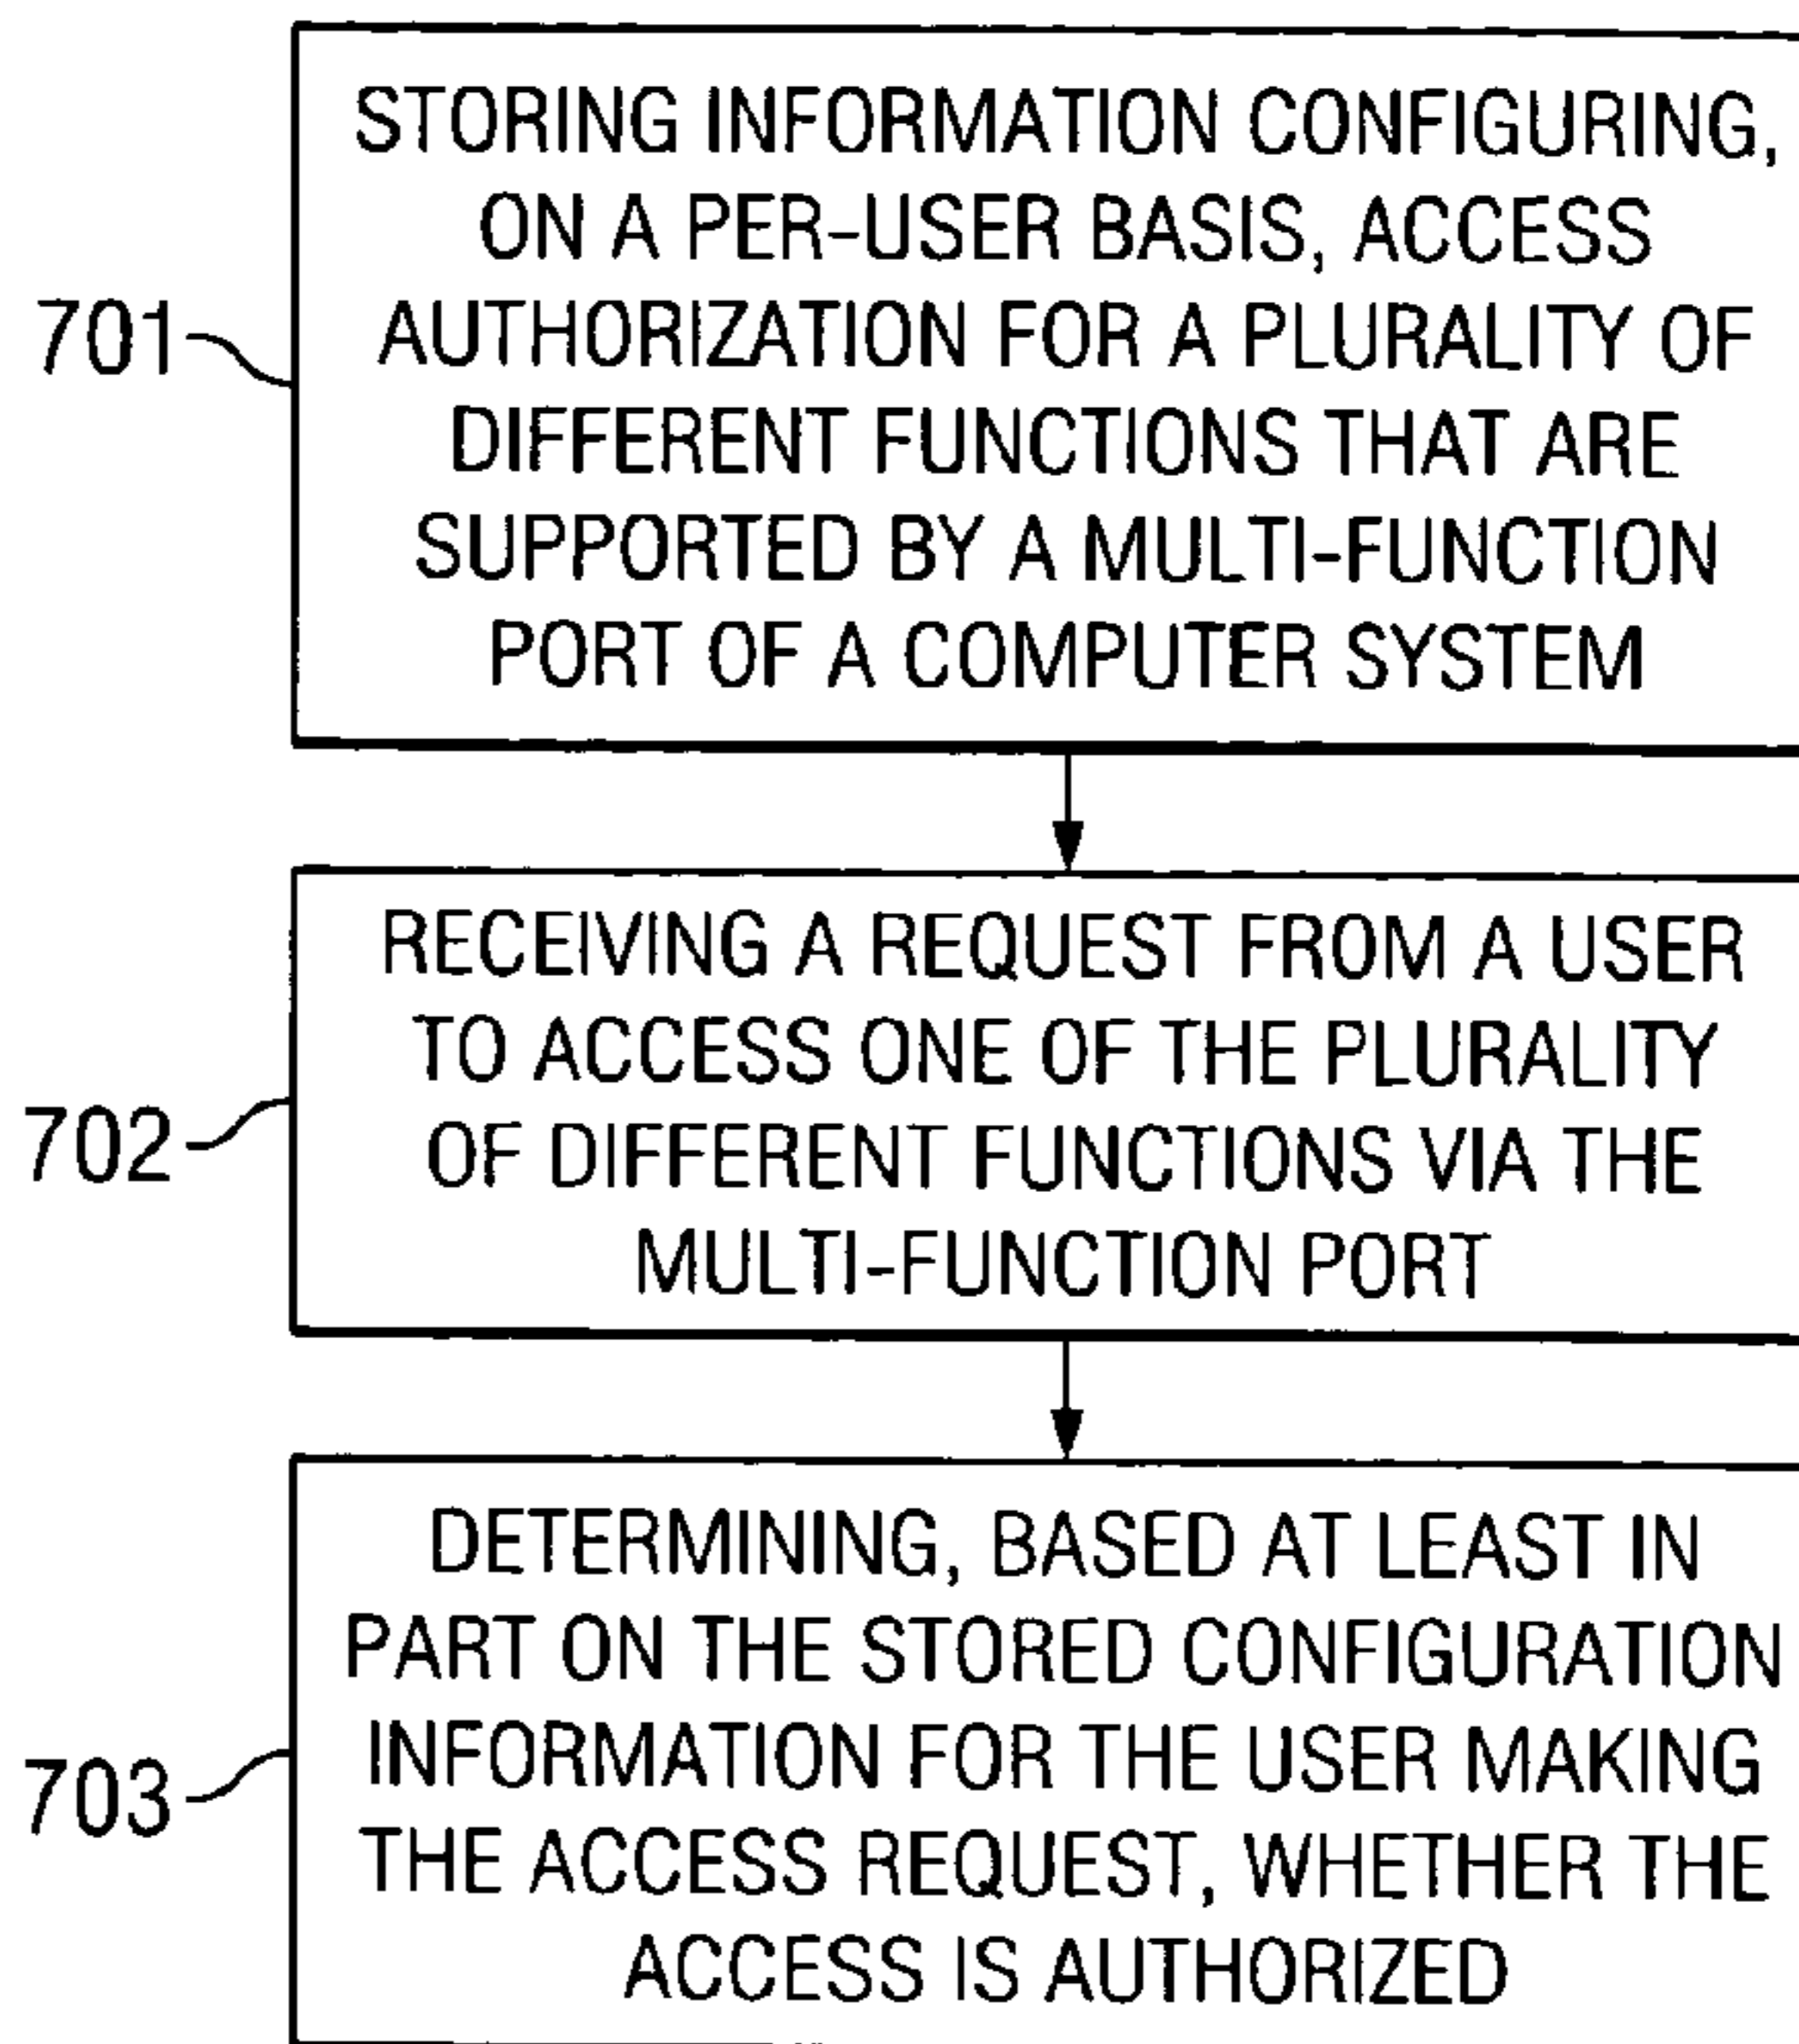 STORING INFORMATION CONFIGURING,
ON A PER-USER BASIS, ACCESS
701
AUTHORIZATION FOR A PLURALITY OF
DIFFERENT FUNCTIONS THAT ARE
SUPPORTED BY A MULTI-FUNCTION
PORT OF A COMPUTER SYSTEM
RECEIVING A REQUEST FROM A USER
TO ACCESS ONE OF THE PLURALITY
702
OF DIFFERENT FUNCTIONS VIA THE
MULTI-FUNCTION PORT
DETERMINING, BASED AT LEAST IN
PART ON THE STORED CONFIGURATION
703
INFORMATION FOR THE USER MAKING
THE ACCESS REQUEST, WHETHER THE
ACCESS IS AUTHORIZED